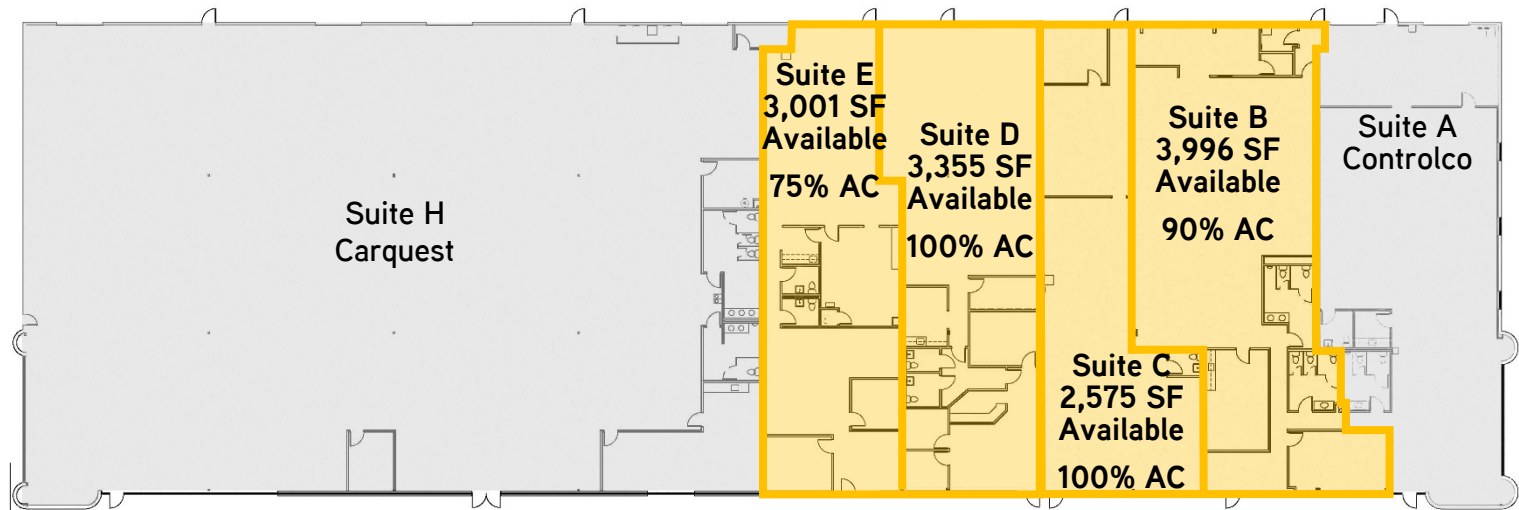 Suite H
Carquest
Suite E
3,001 SF
Available
75% AC
Suite D
3,355 SF
Available
100% AC
Suite C
2,575 SF
Available
100% AC
Suite B
3,996 SF
Available
90% AC
Suite A
Controlco